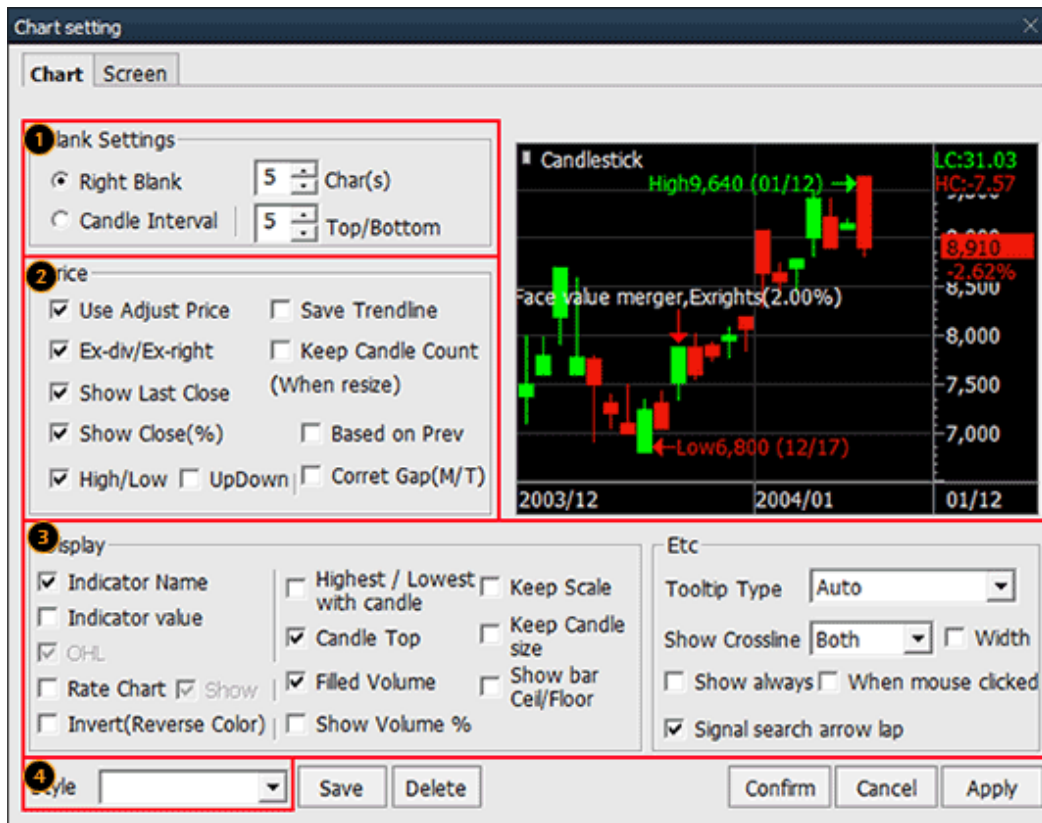 Chart setting
Chart Screen
1 lank Settings
Right Blank 5 Char(s)
Candle Interval 5 Top/Bottom
2 rice
Use Adjust Price Save Trendline
Ex-div/Ex-right Keep Candle Count
(When resize)
Show Last Close
Show Close(%) Based on Prev
High/Low UpDown Corret Gap(M/T)
Candlestick
LC:31.03
High9,640 (01/12)
HC:-7.57
8,910
-2.62%
8,500
Face value merger,Exrights(2.00%)
8,000
7,500
7,000
Low6,800 (12/17)
2003/12 2004/01 01/12
3 isplay
Indicator Name
Indicator value
OHL
Rate Chart Show
Invert(Reverse Color)
Highest / Lowest
with candle
Candle Top
Filled Volume
Show Volume %
Keep Scale
Keep Candle
size
Show bar
Ceil/Floor
Etc
Tooltip Type Auto
Show Crossline Both Width
Show always When mouse clicked
Signal search arrow lap
4 tyle Save Delete Confirm Cancel Apply